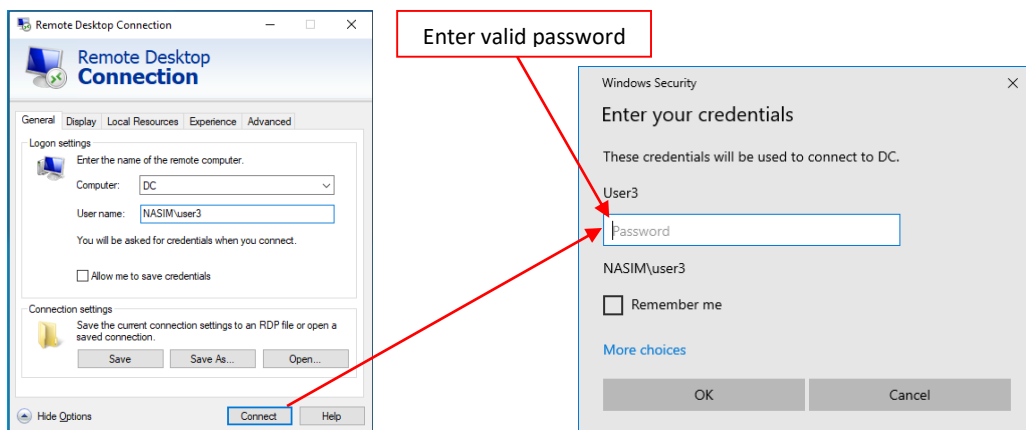 Remote Desktop Connection
Remote Desktop
Connection
General Display Local Resources Experience Advanced
Logon settings
Enter the name of the remote computer.
Computer: DC
User name: NASIM\user3
You will be asked for credentials when you connect.
Allow me to save credentials
Connection settings
Save the current connection settings to an RDP file or open a
saved connection.
Save Save As... Open...
Hide Options Connect Help
Enter valid password
Windows Security
Enter your credentials
These credentials will be used to connect to DC.
User3
Password
NASIM\user3
Remember me
More choices
OK Cancel